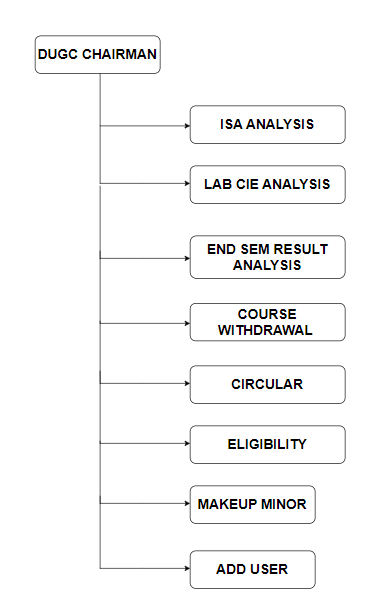 DUGC CHAIRMAN
ISA ANALYSIS
LAB CIE ANALYSIS
END SEM RESULT
ANALYSIS
COURSE
WITHDRAWAL
CIRCULAR
ELIGIBILITY
MAKEUP MINOR
ADD USER